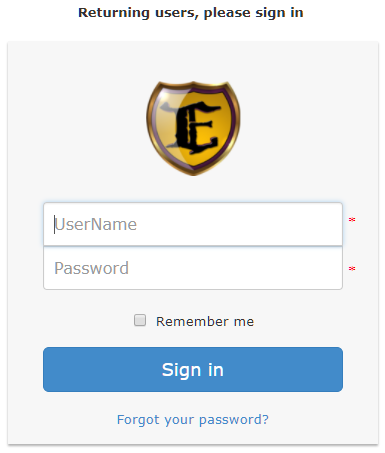 Returning users, please sign in
E
UserName
*
Password
*
Remember me
Sign in
Forgot your password?